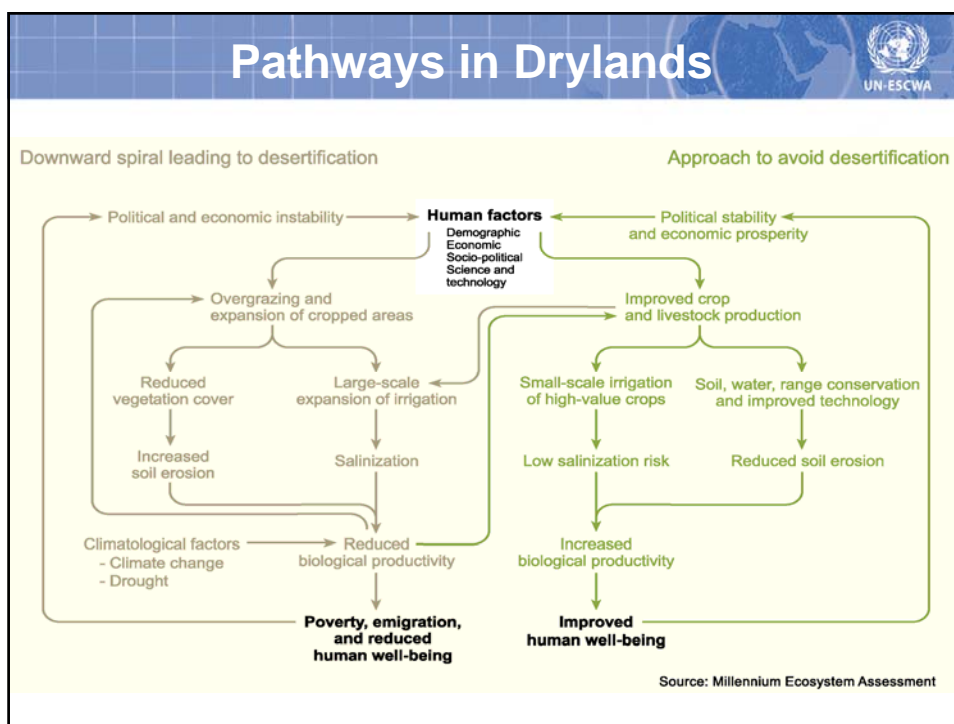 Pathways in Drylands
UN-ESCWA
Downward spiral leading to desertification
Approach to avoid desertification
Political and economic instability
Human factors
Demographic
Economic
Socio-political
Science and
technology
Political stability
and economic prosperity
Overgrazing and
expansion of cropped areas
Improved crop
and livestock production
Reduced
vegetation cover
Large-scale
expansion of irrigation
Small-scale irrigation
of high-value crops
Soil, water, range conservation
and improved technology
Increased
soil erosion
Salinization
Low salinization risk
Reduced soil erosion
Climatological factors
- Climate change
- Drought
Reduced
biological productivity
Increased
biological productivity
Poverty, emigration,
and reduced
human well-being
Improved
human well-being
Source: Millennium Ecosystem Assessment